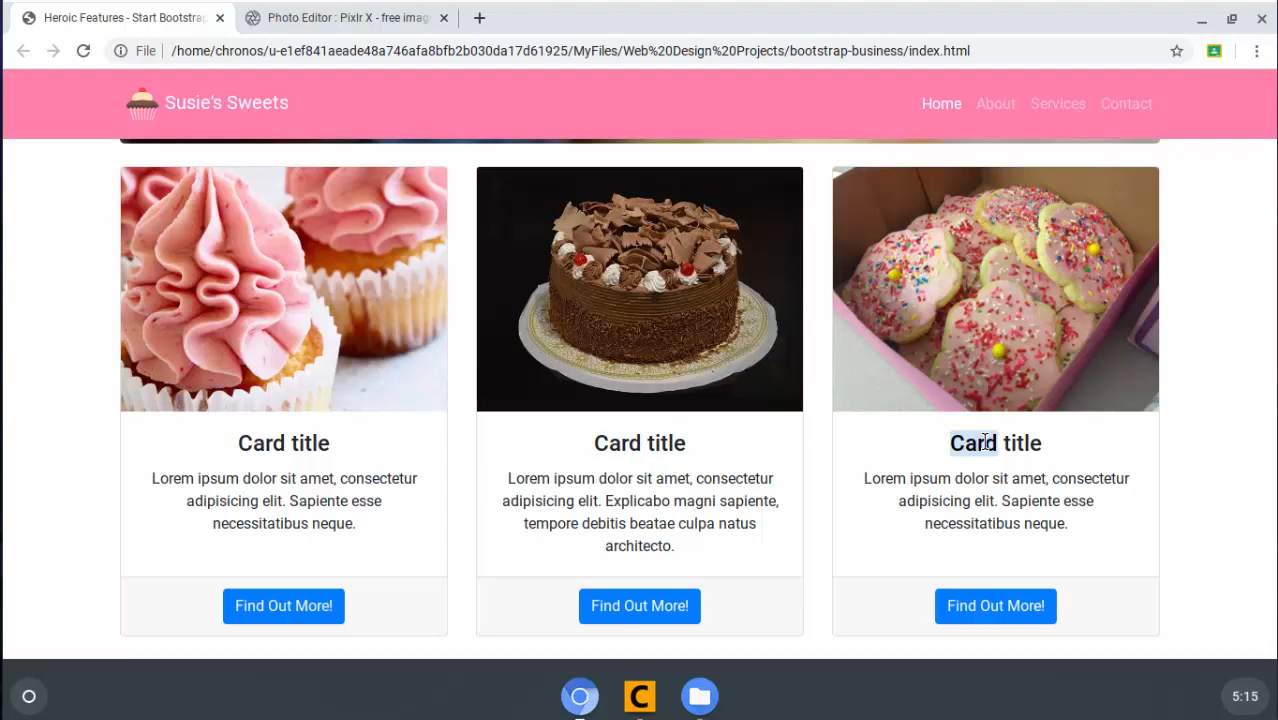 Heroic Features - Start Bootstrap
Photo Editor : Pixlr X - free imag
File
/home/chronos/u-e1ef841aeade48a746afa8bfb2b030da17d61925/MyFiles/Web%20Design%20Projects/bootstrap-business/index.html
Susie's Sweets
Home
About
Services
Contact
Card title
Lorem ipsum dolor sit amet, consectetur
adipisicing elit. Sapiente esse
necessitatibus neque.
Find Out More!
Card title
Lorem ipsum dolor sit amet, consectetur
adipisicing elit. Explicabo magni sapiente,
tempore debitis beatae culpa natus
architecto.
Find Out More!
Card title
Lorem ipsum dolor sit amet, consectetur
adipisicing elit. Sapiente esse
necessitatibus neque.
Find Out More!
C
5:15